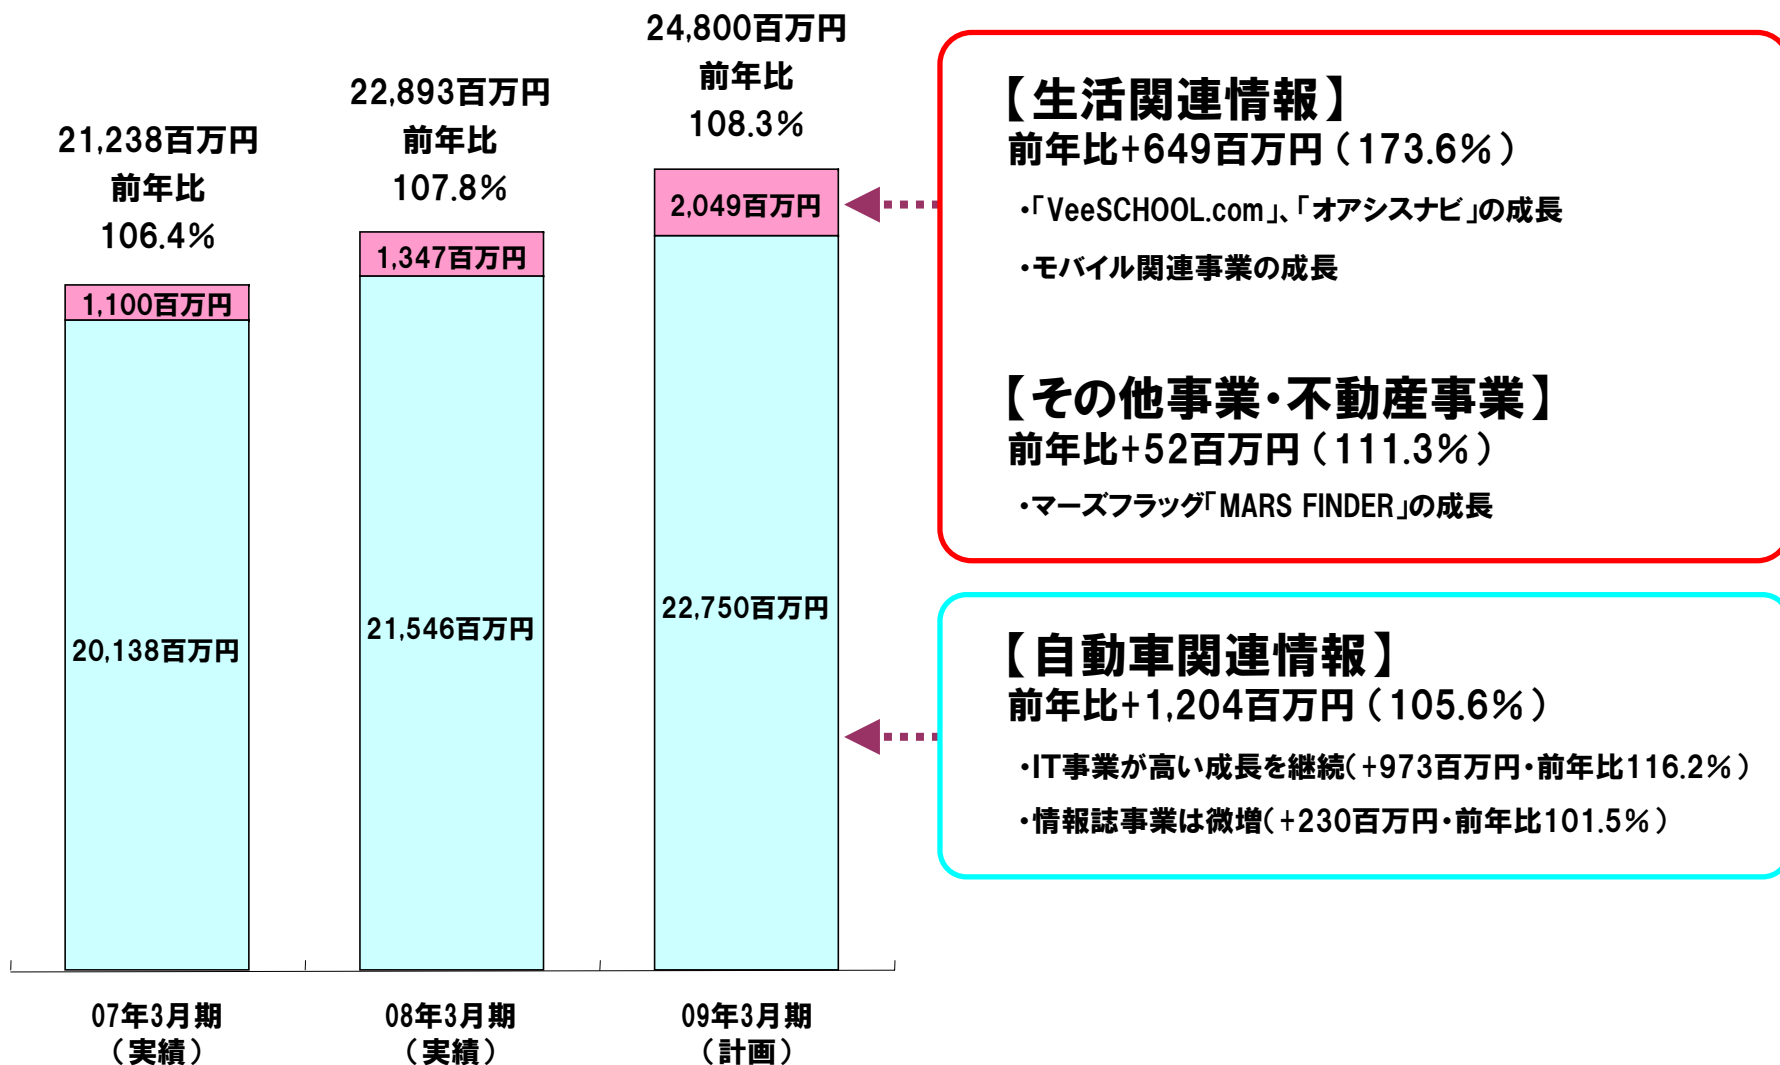 21,238百万円
前年比
106.4%
1,100百万円
20,138百万円
07年3月期
(実績)
22,893百万円
前年比
107.8%
1,347百万円
21,546百万円
08年3月期
(実績)
24,800百万円
前年比
108.3%
2,049百万円
22,750百万円
09年3月期
(計画)
【生活関連情報】
前年比+649百万円(173.6%)
・「VeeSCHOOL.com」、「オアシスナビ」の成長
・モバイル関連事業の成長
【その他事業・不動産事業】
前年比+52百万円(111.3%)
・マーズフラッグ「MARS FINDER」の成長
【自動車関連情報】
前年比+1,204百万円(105.6%)
・IT事業が高い成長を継続(+973百万円・前年比116.2%)
・情報誌事業は微増(+230百万円・前年比101.5%)